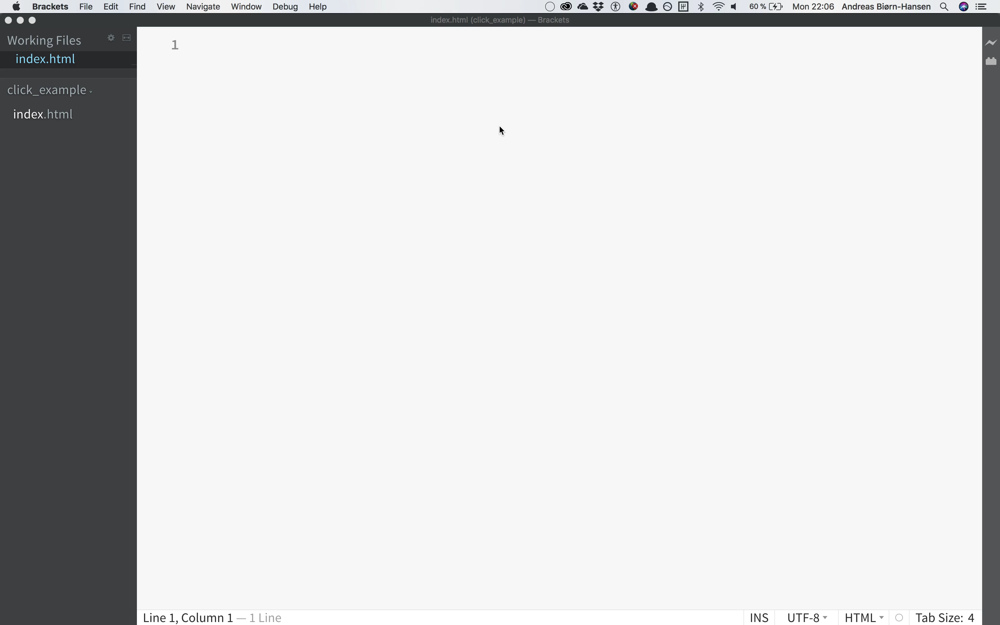 Brackets File Edit Find View Navigate Window Debug Help 60 % Mon 22:06 Andreas Biørn-Hansen
index.html (click_example) — Brackets
Working Files
index.html
click_example
index.html
1
Line 1, Column 1 — 1 Line INS UTF-8 HTML Tab Size: 4